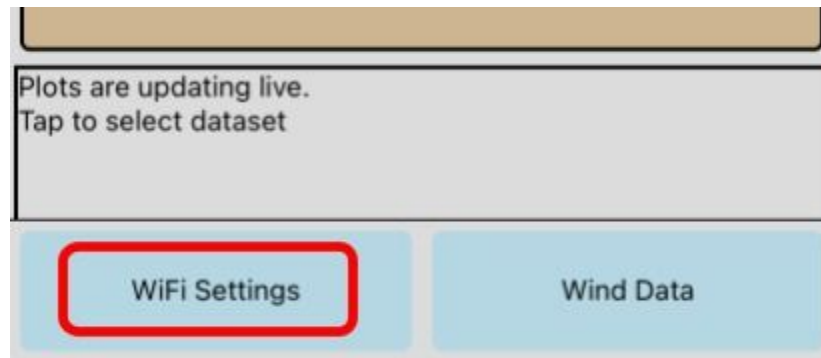 Plots are updating live.
Tap to select dataset
WiFi Settings
Wind Data